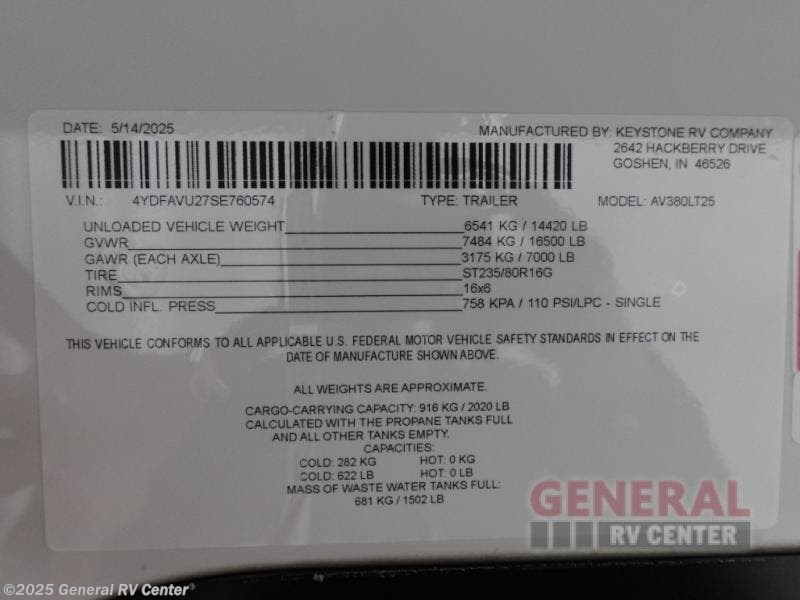 DATE: 5/14/2025
MANUFACTURED BY: KEYSTONE RV COMPANY
2642 HACKBERRY DRIVE
GOSHEN, IN 46526
V.I.N.: 4YDFAVU27SE760574 TYPE: TRAILER MODEL: AV380LT25
UNLOADED VEHICLE WEIGHT 6541 KG / 14420 LB
GVWR 7484 KG / 16500 LB
GAWR (EACH AXLE) 3175 KG / 7000 LB
TIRE ST235/80R16G
RIMS 16x6
COLD INFL. PRESS 758 KPA / 110 PSI/LPC - SINGLE
THIS VEHICLE CONFORMS TO ALL APPLICABLE U.S. FEDERAL MOTOR VEHICLE SAFETY STANDARDS IN EFFECT ON THE
DATE OF MANUFACTURE SHOWN ABOVE.
ALL WEIGHTS ARE APPROXIMATE.
CARGO-CARRYING CAPACITY: 916 KG / 2020 LB
CALCULATED WITH THE PROPANE TANKS FULL
AND ALL OTHER TANKS EMPTY.
CAPACITIES:
COLD: 282 KG HOT: 0 KG
COLD: 622 LB HOT: 0 LB
MASS OF WASTE WATER TANKS FULL:
681 KG / 1502 LB
GENERAL
RV CENTER
©2025 General RV Center